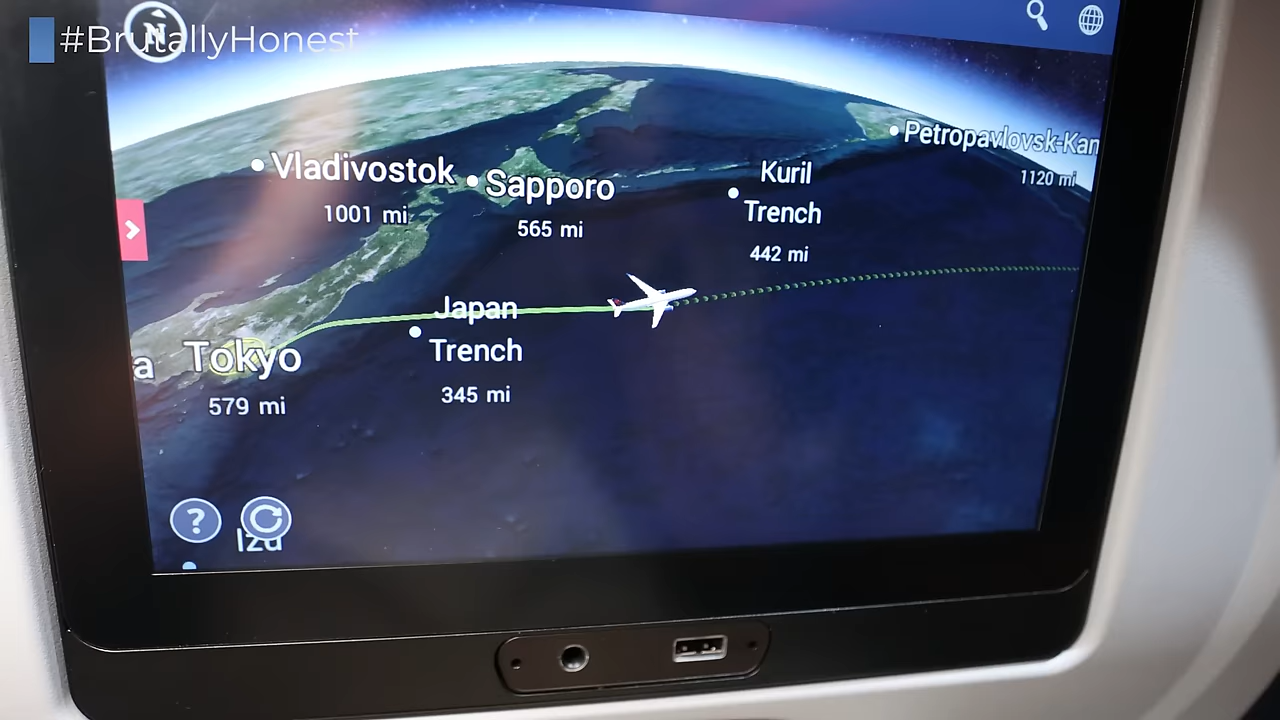 #BrutallyHonest
N
Petropavlovsk-Kam
1120 mi
Vladivostok
1001 mi
Sapporo
565 mi
Kuril
Trench
442 mi
Japan
Trench
345 mi
a
Tokyo
579 mi
?
Izu